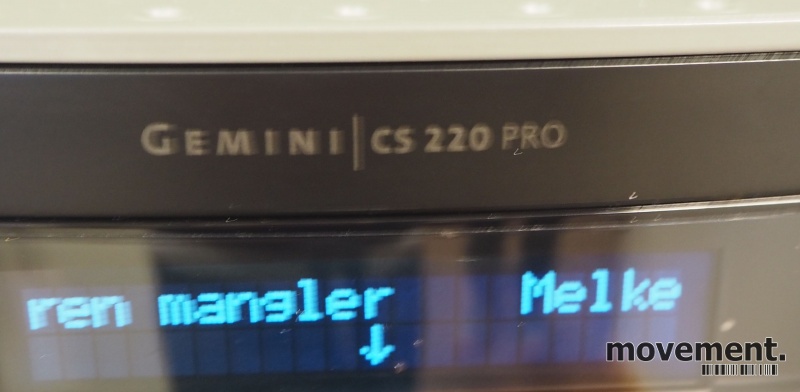 GEMINI | CS 220 PRO
ren mangler Melke
↓
movement.